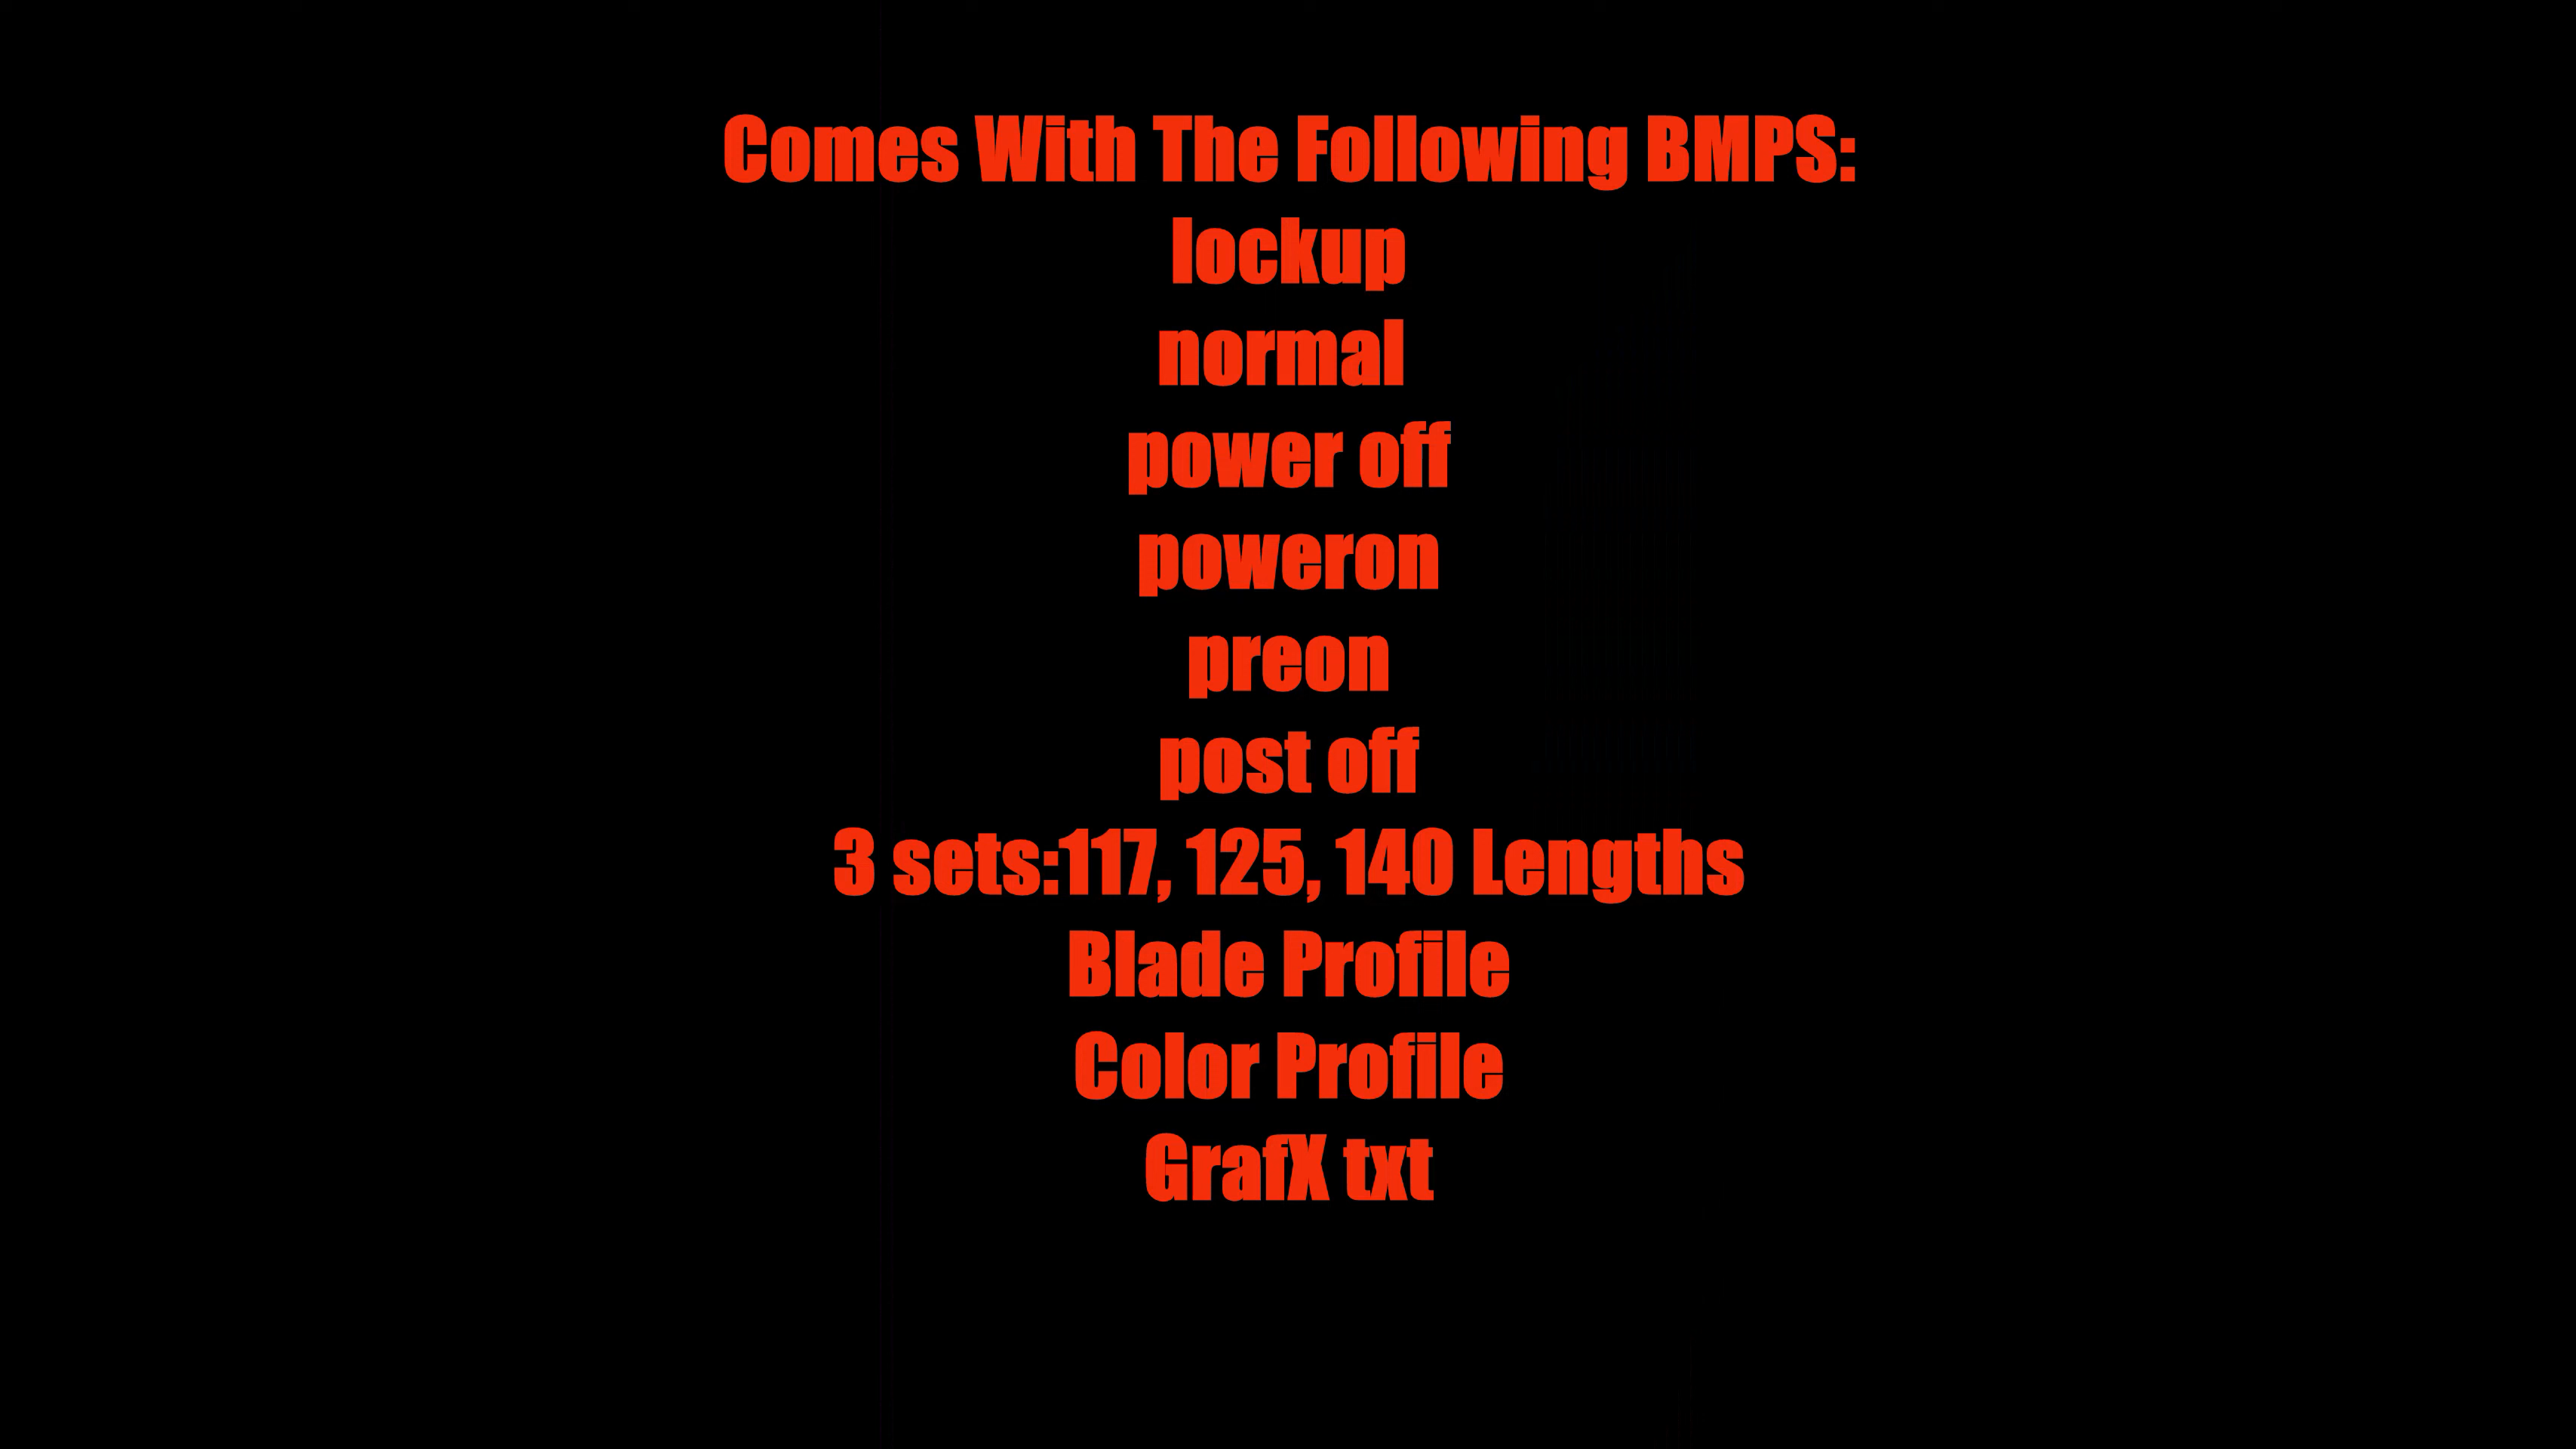 Comes With The Following BMPS:
lockup
normal
power off
poweron
preon
post off
3 sets:117, 125, 140 Lengths
Blade Profile
Color Profile
GrafX txt